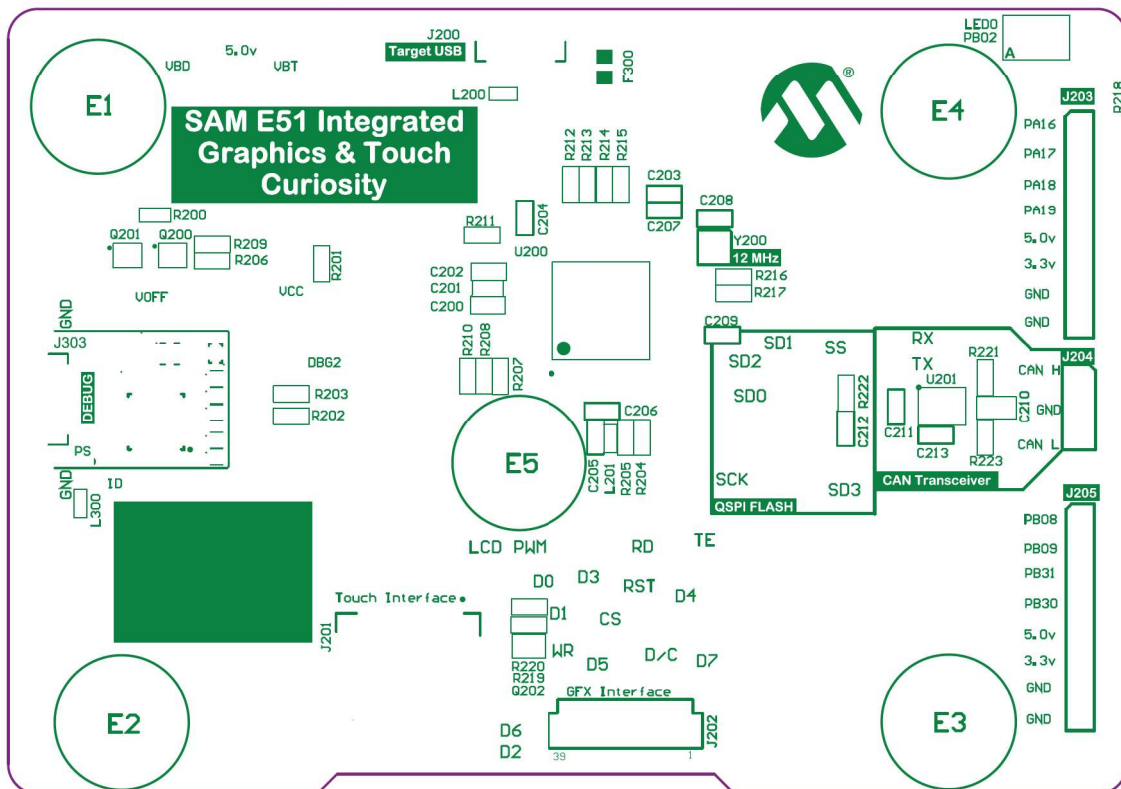 J200
Target USB
5.0v
VBD
VBT
L200
F300
®
LED0
PB02
A
R218
E1
E4
SAM E51 Integrated
Graphics & Touch
Curiosity
R212
R213
R214
R215
C203
C207
C208
Y200
12 MHz
R216
R217
C204
R211
U200
C202
C201
C200
R200
Q201
Q200
R209
R206
R201
VOFF
VCC
J203
PA16
PA17
PA18
PA19
5.0v
3.3v
GND
GND
GND
J303
DEBUG
PS
GND
ID
L300
DBG2
R203
R202
R210
R208
R207
E5
C206
C205
L201
R205
R204
C209
SD1
SS
SD2
SD0
R222
C212
SCK
SD3
QSPI FLASH
RX
TX
U201
R221
C211
C213
C210
R223
CAN Transceiver
J204
CAN H
GND
CAN L
J205
PB08
PB09
PB31
PB30
5.0v
3.3v
GND
GND
LCD PWM
RD
TE
D0
D3
RST
D4
D1
CS
WR
D5
D/C
D7
Touch Interface
J201
R220
R219
Q202
GFX Interface
J202
D6
D2
39
1
E2
E3